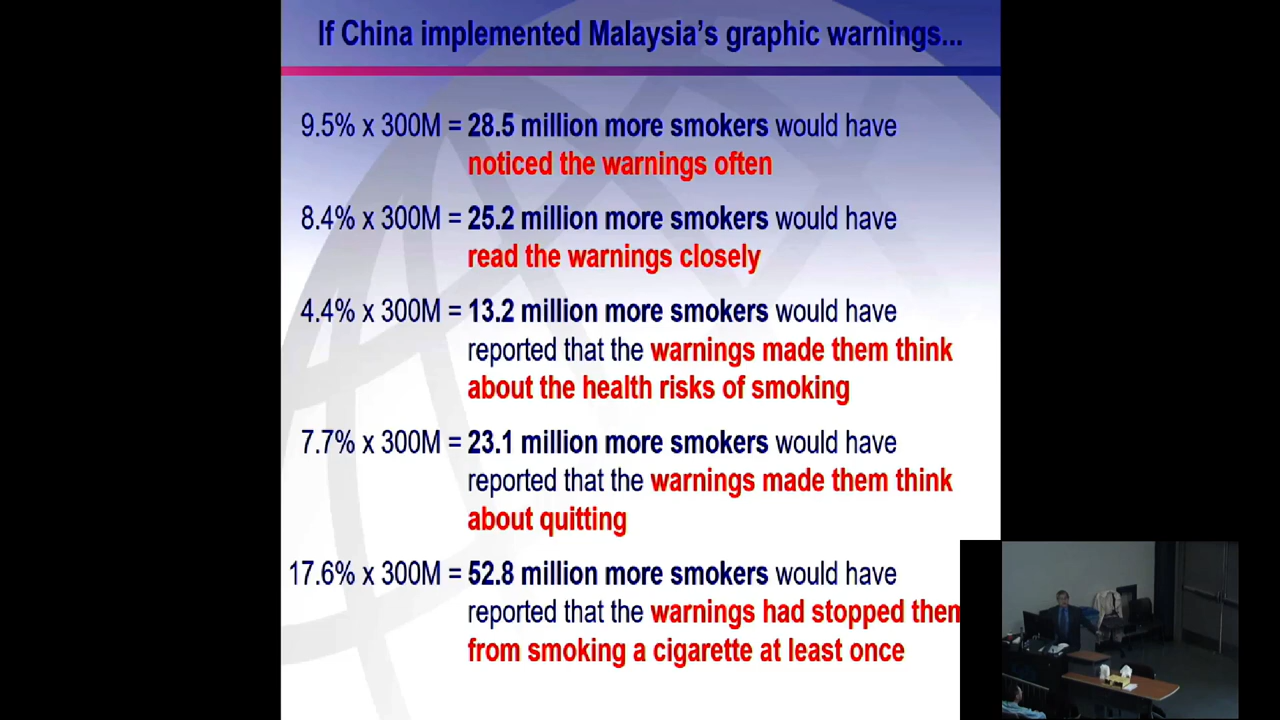 If China implemented Malaysia's graphic warnings...
9.5% x 300M = 28.5 million more smokers would have
noticed the warnings often
8.4% x 300M = 25.2 million more smokers would have
read the warnings closely
4.4% x 300M = 13.2 million more smokers would have
reported that the warnings made them think
about the health risks of smoking
7.7% x 300M = 23.1 million more smokers would have
reported that the warnings made them think
about quitting
17.6% x 300M = 52.8 million more smokers would have
reported that the warnings had stopped them
from smoking a cigarette at least once